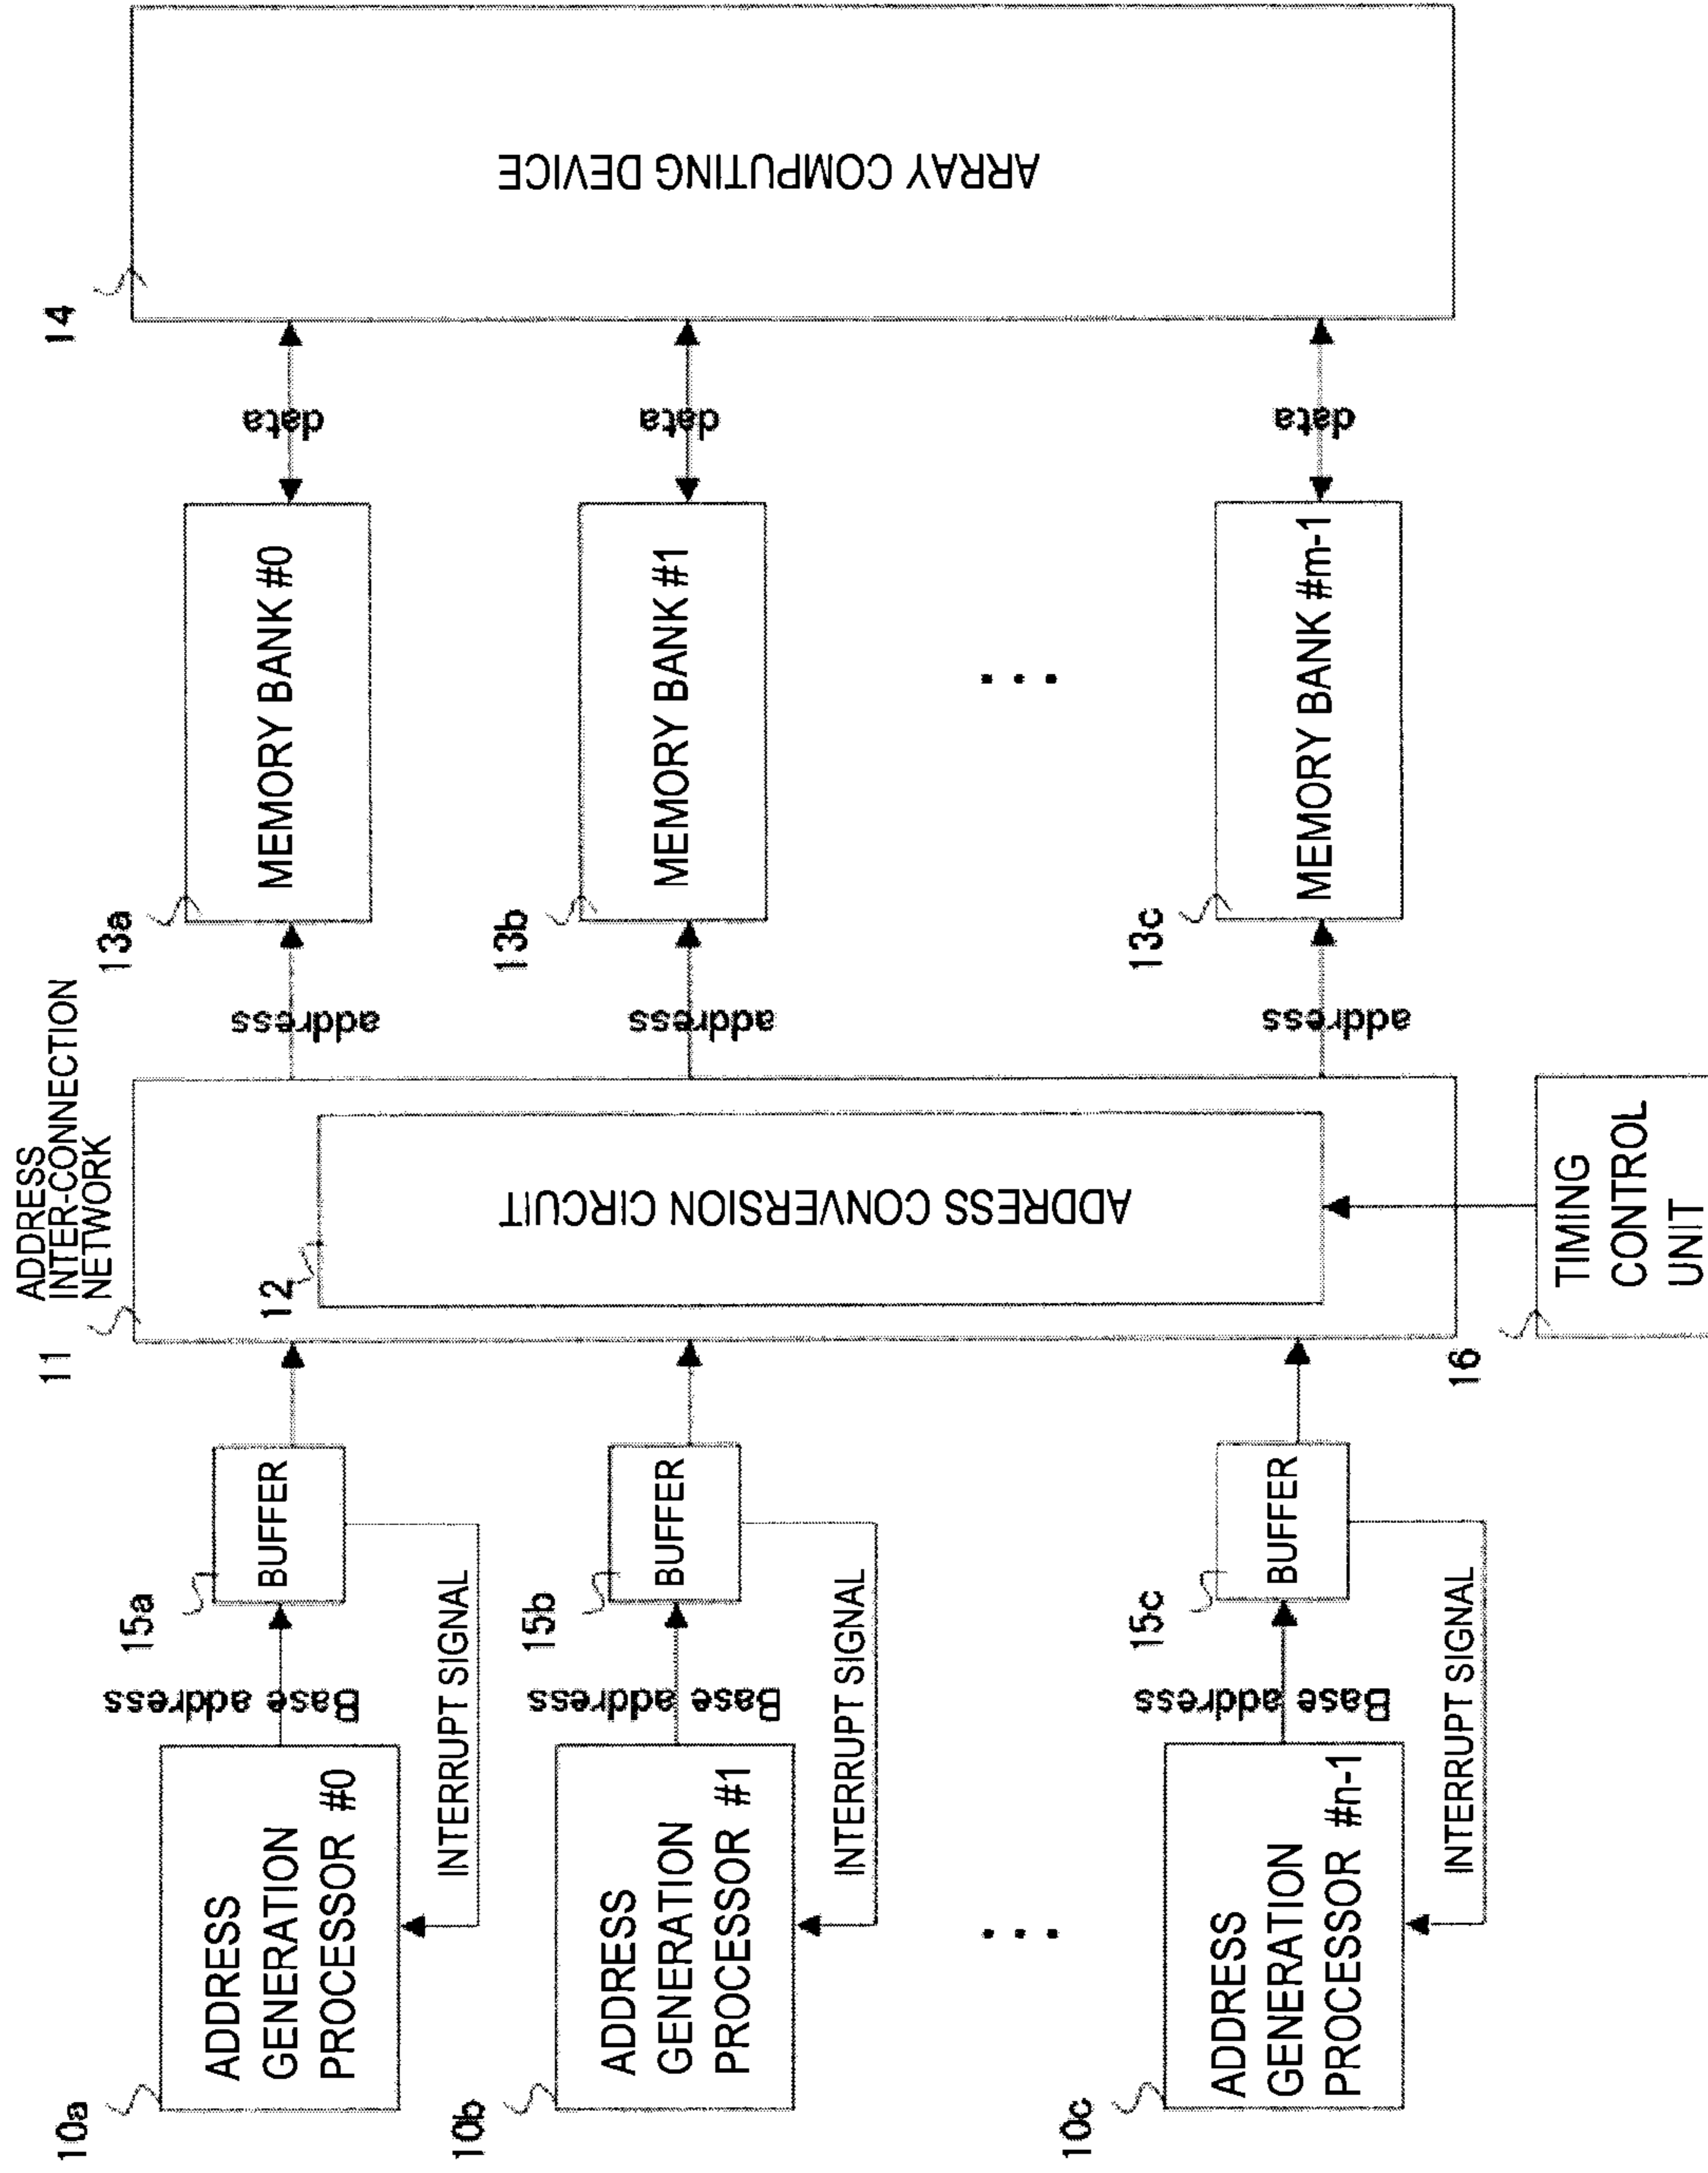 ADDRESS
INTER-CONNECTION
NETWORK
11
12
ADDRESS CONVERSION CIRCUIT
14
ARRAY COMPUTING DEVICE
10a
ADDRESS
GENERATION
PROCESSOR #0
Base address
15a
BUFFER
INTERRUPT SIGNAL
address
13a
MEMORY BANK #0
data
10b
ADDRESS
GENERATION
PROCESSOR #1
Base address
15b
BUFFER
INTERRUPT SIGNAL
address
13b
MEMORY BANK #1
data
...
...
10c
ADDRESS
GENERATION
PROCESSOR #n-1
Base address
15c
BUFFER
INTERRUPT SIGNAL
address
13c
MEMORY BANK #m-1
data
16
TIMING
CONTROL
UNIT